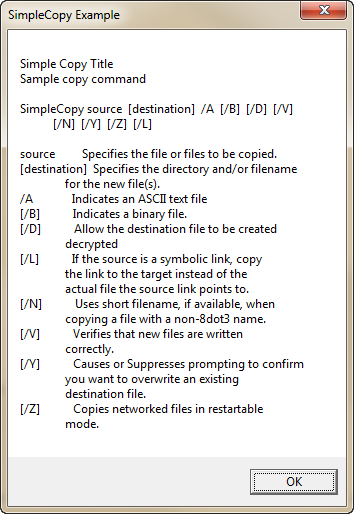 SimpleCopy Example
Simple Copy Title
Sample copy command
SimpleCopy source [destination] /A [/B] [/D] [/V]
[/N] [/Y] [/Z] [/L]
source Specifies the file or files to be copied.
[destination] Specifies the directory and/or filename
for the new file(s).
/A Indicates an ASCII text file
[/B] Indicates a binary file.
[/D] Allow the destination file to be created
decrypted
[/L] If the source is a symbolic link, copy
the link to the target instead of the
actual file the source link points to.
[/N] Uses short filename, if available, when
copying a file with a non-8dot3 name.
[/V] Verifies that new files are written
correctly.
[/Y] Causes or Suppresses prompting to confirm
you want to overwrite an existing
destination file.
[/Z] Copies networked files in restartable
mode.
OK